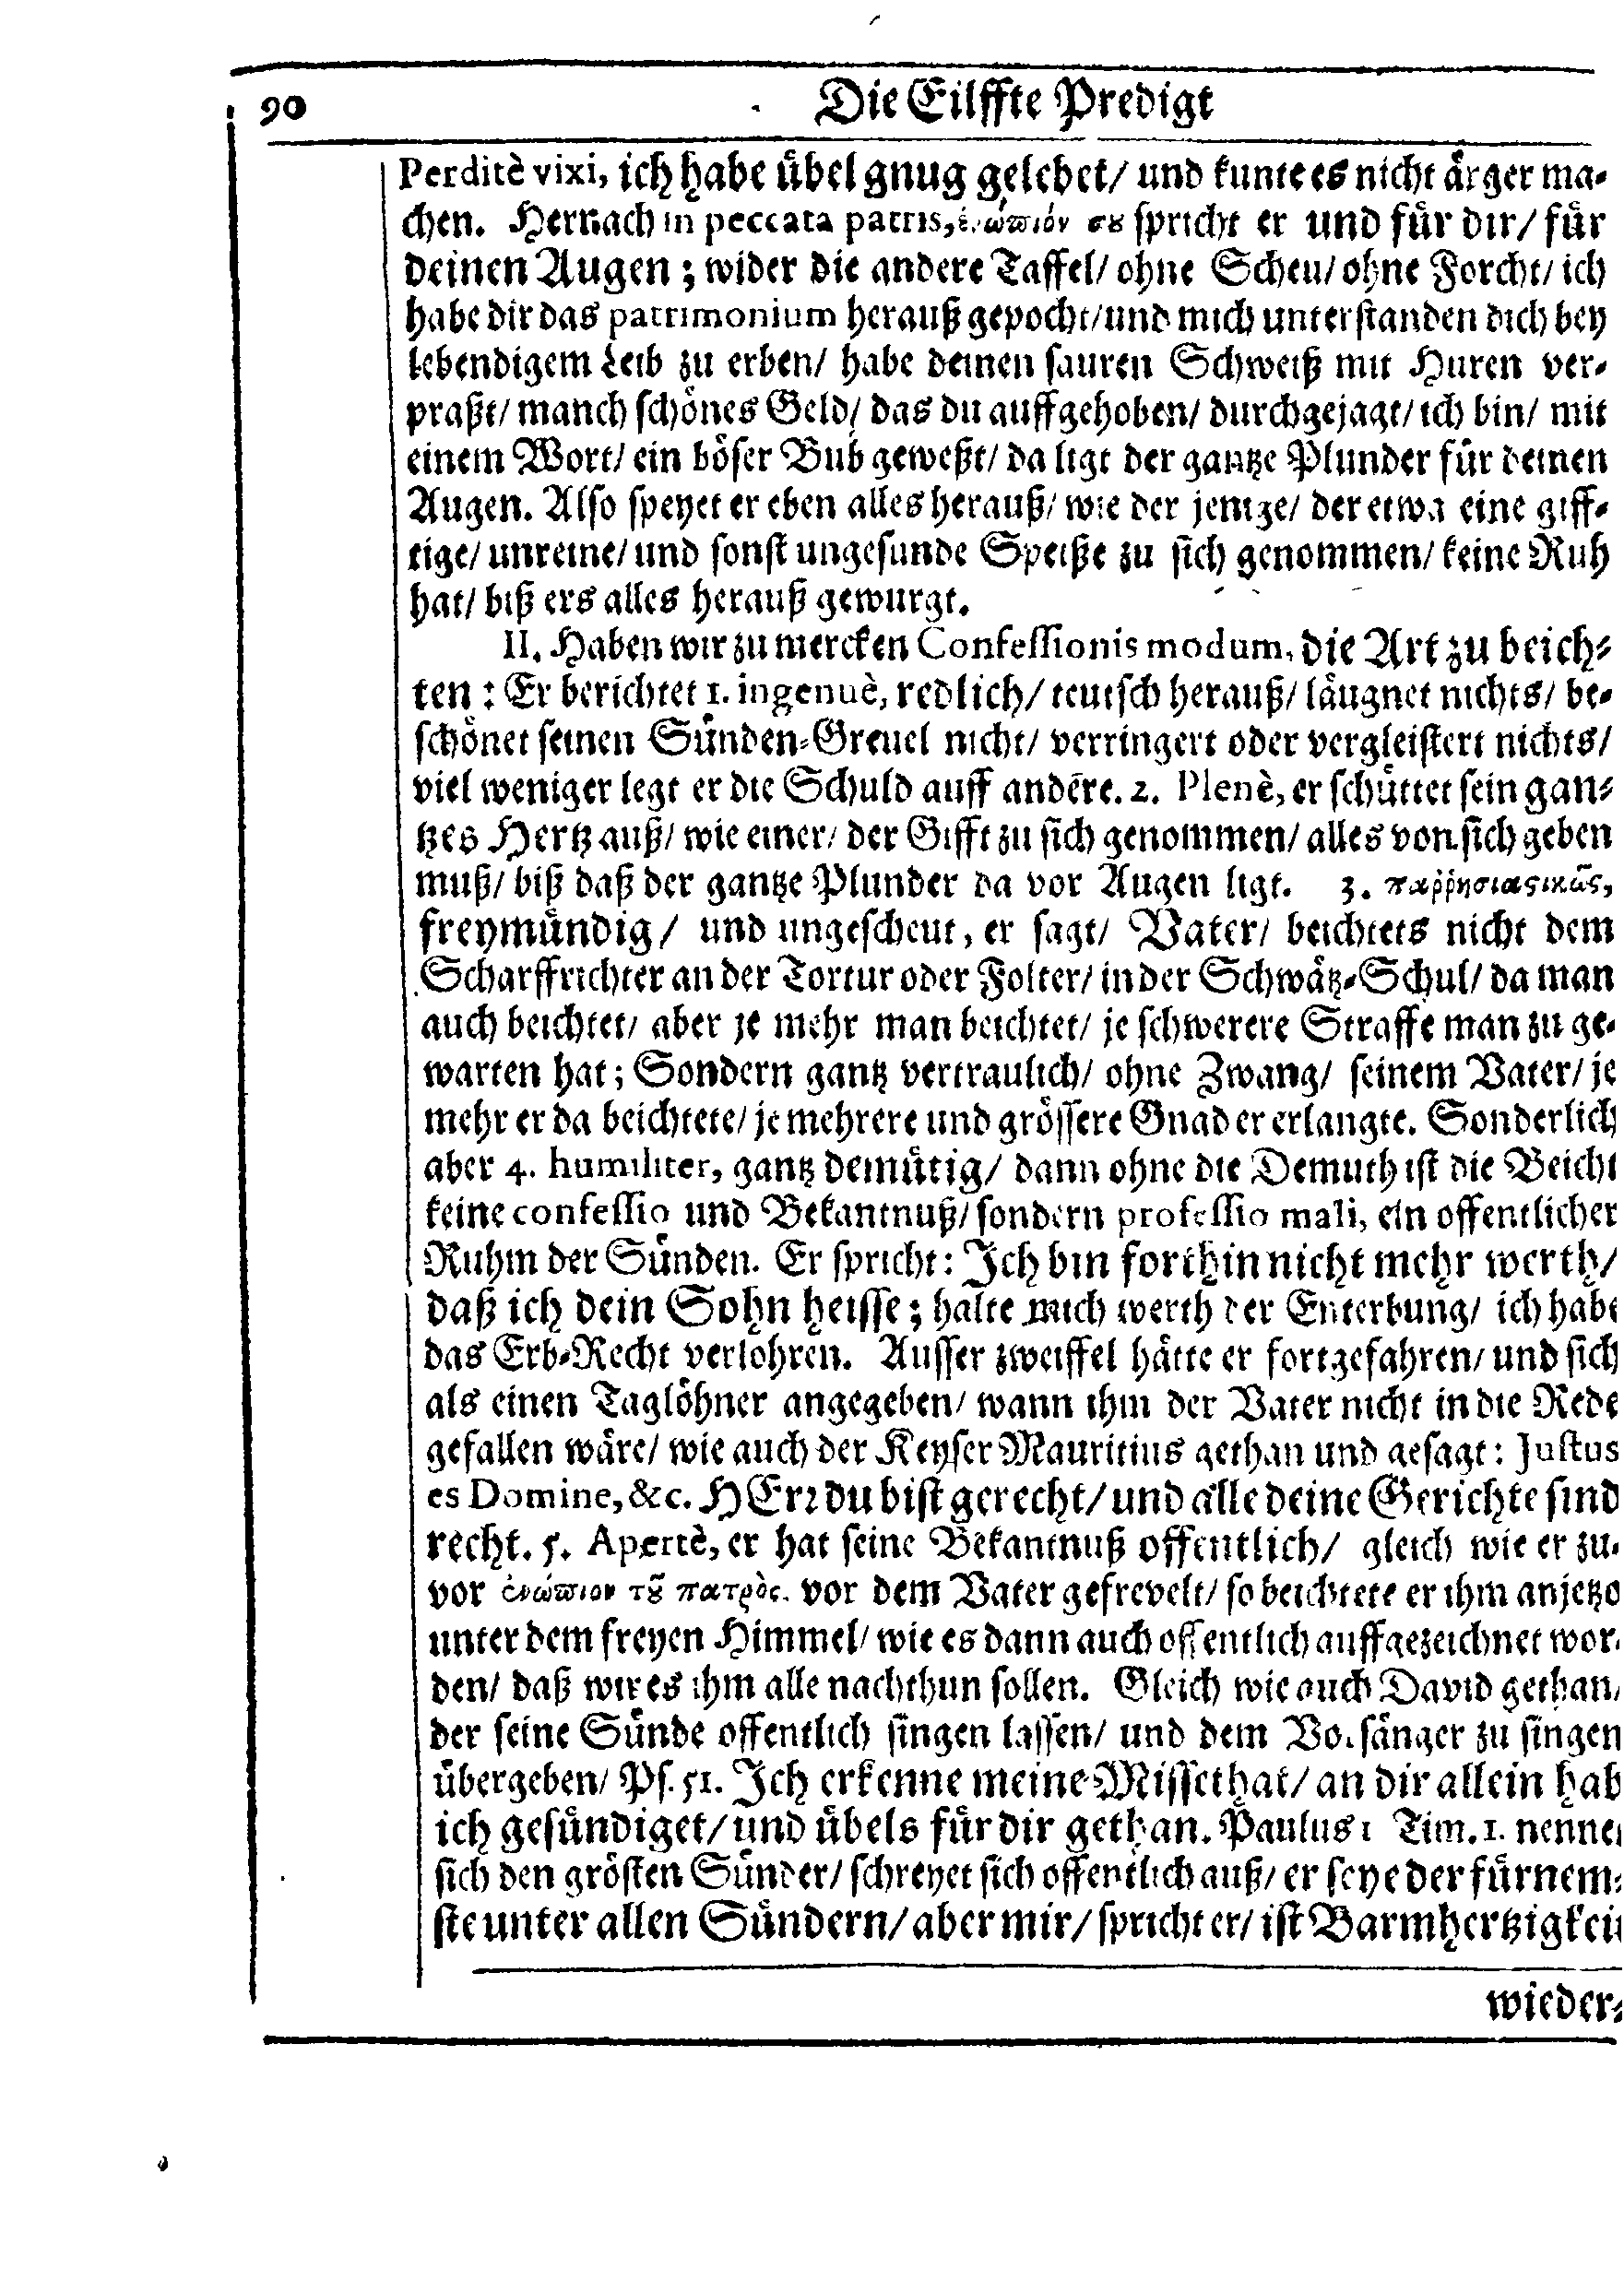 90 Die Eilffte Predigt
Perditè vixi, ich habe übel gnug gelebet/ und kunte es nicht ärger ma-
chen. Hernach in peccata patris, ἐνώπιόν σου spricht er und für dir/ für
deinen Augen; wider die andere Taffel/ ohne Scheu/ ohne Forcht/ ich
habe dir das patrimonium herauß gepocht/ und mich unterstanden dich bey
lebendigem Leib zu erben/ habe deinen sauren Schweiß mit Huren ver-
praßt/ manch schönes Geld/ das du auffgehoben/ durchgejagt/ ich bin/ mit
einem Wort/ ein böser Bub geweßt/ da ligt der gantze Plunder für deinen
Augen. Also speyet er eben alles herauß/ wie der jenige/ der etwa eine giff-
tige/ unreine/ und sonst ungesunde Speiße zu sich genommen/ keine Ruh
hat/ biß ers alles herauß gewurgt.
II. Haben wir zu mercken Confessionis modum, die Art zu beich-
ten: Er berichtet 1. ingenuè, redlich/ teutsch herauß/ läugnet nichts/ be-
schönet seinen Sünden-Greuel nicht/ verringert oder vergleistert nichts/
viel weniger legt er die Schuld auff andere. 2. Plenè, er schüttet sein gan-
tzes Hertz auß/ wie einer/ der Gifft zu sich genommen/ alles von sich geben
muß/ biß daß der gantze Plunder da vor Augen ligt. 3. παῤῥησιαϛικῶς,
freymündig/ und ungescheut, er sagt/ Vater/ beichtets nicht dem
Scharffrichter an der Tortur oder Folter/ in der Schwätz-Schul/ da man
auch beichtet/ aber je mehr man beichtet/ je schwerere Straffe man zu ge-
warten hat; Sondern gantz vertraulich/ ohne Zwang/ seinem Vater/ je
mehr er da beichtete/ je mehrere und grössere Gnad er erlangte. Sonderlich
aber 4. humiliter, gantz demütig/ dann ohne die Demuth ist die Beicht
keine confessio und Bekantnuß/ sondern professio mali, ein offentlicher
Ruhm der Sünden. Er spricht: Ich bin forthin nicht mehr werth/
daß ich dein Sohn heisse; halte mich werth der Enterbung/ ich habe
das Erb-Recht verlohren. Ausser zweiffel hätte er fortgefahren/ und sich
als einen Taglöhner angegeben/ wann ihm der Vater nicht in die Rede
gefallen wäre/ wie auch der Keyser Mauritius gethan und gesagt: Justus
es Domine, &c. HErr du bist gerecht/ und alle deine Gerichte sind
recht. 5. Apertè, er hat seine Bekantnuß offentlich/ gleich wie er zu-
vor ἐνώπιον τοῦ πατρὸς. vor dem Vater gefrevelt/ so beichtete er ihm anjetzo
unter dem freyen Himmel/ wie es dann auch offentlich auffgezeichnet wor-
den/ daß wir es ihm alle nachthun sollen. Gleich wie auch David gethan/
der seine Sünde offentlich singen lassen/ und dem Vorsänger zu singen
übergeben/ Ps. 51. Ich erkenne meine Missethat/ an dir allein hab
ich gesündiget/ und übels für dir gethan. Paulus 1 Tim. 1. nennet
sich den grösten Sünder/ schreyet sich offentlich auß/ er seye der fürnem-
ste unter allen Sündern/ aber mir/ spricht er/ ist Barmhertzigkeit
wieder-